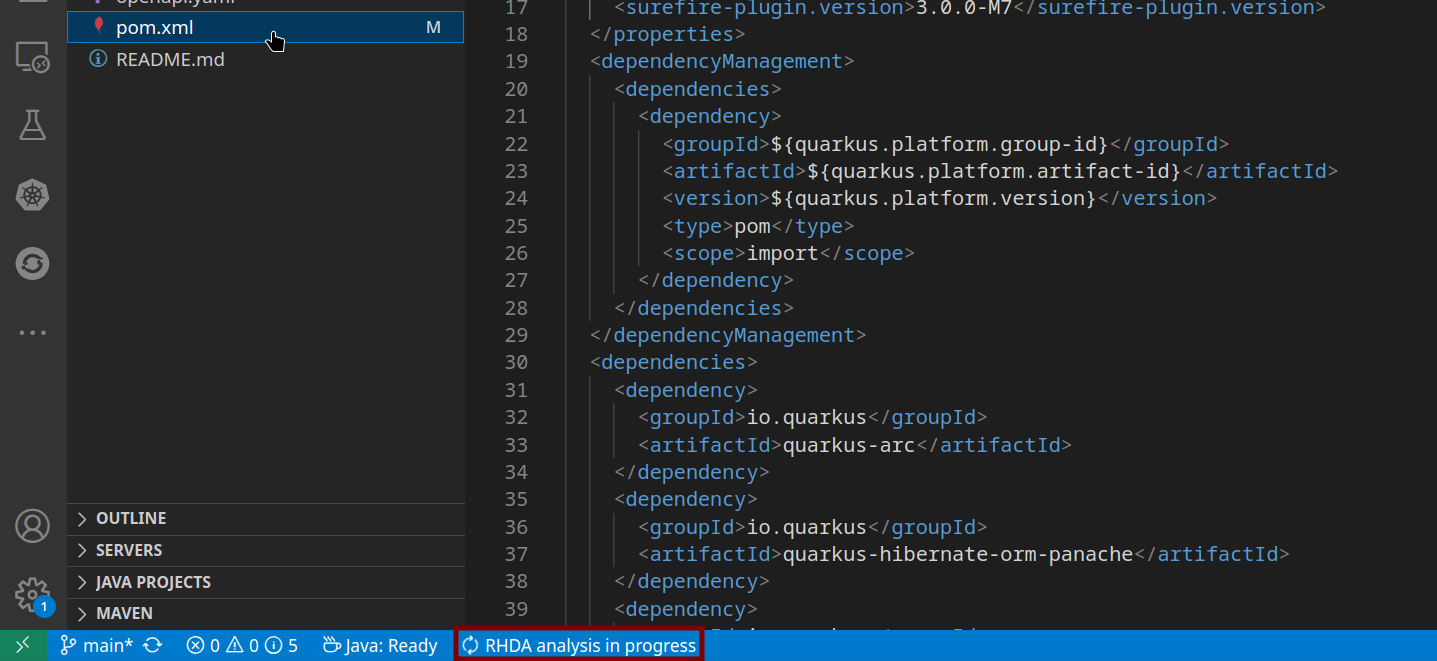 openapi.yaml
pom.xml M
README.md
OUTLINE
SERVERS
JAVA PROJECTS
MAVEN
1
17 <surefire-plugin.version>3.0.0-M7</surefire-plugin.version>
18 </properties>
19 <dependencyManagement>
20 <dependencies>
21 <dependency>
22 <groupId>${quarkus.platform.group-id}</groupId>
23 <artifactId>${quarkus.platform.artifact-id}</artifactId>
24 <version>${quarkus.platform.version}</version>
25 <type>pom</type>
26 <scope>import</scope>
27 </dependency>
28 </dependencies>
29 </dependencyManagement>
30 <dependencies>
31 <dependency>
32 <groupId>io.quarkus</groupId>
33 <artifactId>quarkus-arc</artifactId>
34 </dependency>
35 <dependency>
36 <groupId>io.quarkus</groupId>
37 <artifactId>quarkus-hibernate-orm-panache</artifactId>
38 </dependency>
39 <dependency>
main* 0 0 5 Java: Ready RHDA analysis in progress